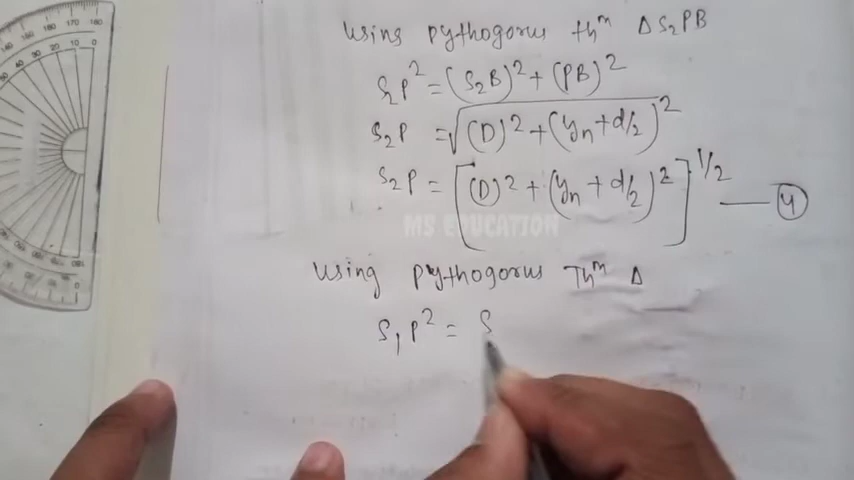 Using pythogorus thᵐ Δ S₂PB
S₂P² = (S₂B)² + (PB)²
S₂P = √(D)² + (yₙ + d/2)²
S₂P = [(D)² + (yₙ + d/2)²]^1/2 —— ④
MS EDUCATION
Using pythogorus Thᵐ Δ
S₁P² = S